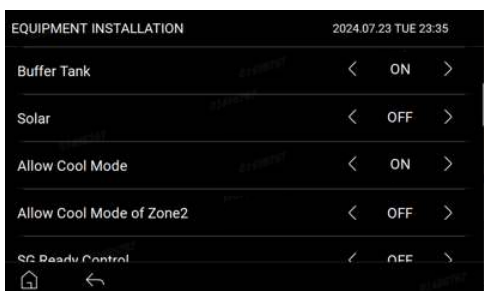 EQUIPMENT INSTALLATION 2024.07.23 TUE 23:35
Buffer Tank < ON >
Solar < OFF >
Allow Cool Mode < ON >
Allow Cool Mode of Zone2 < OFF >
SG Ready Control < OFF >